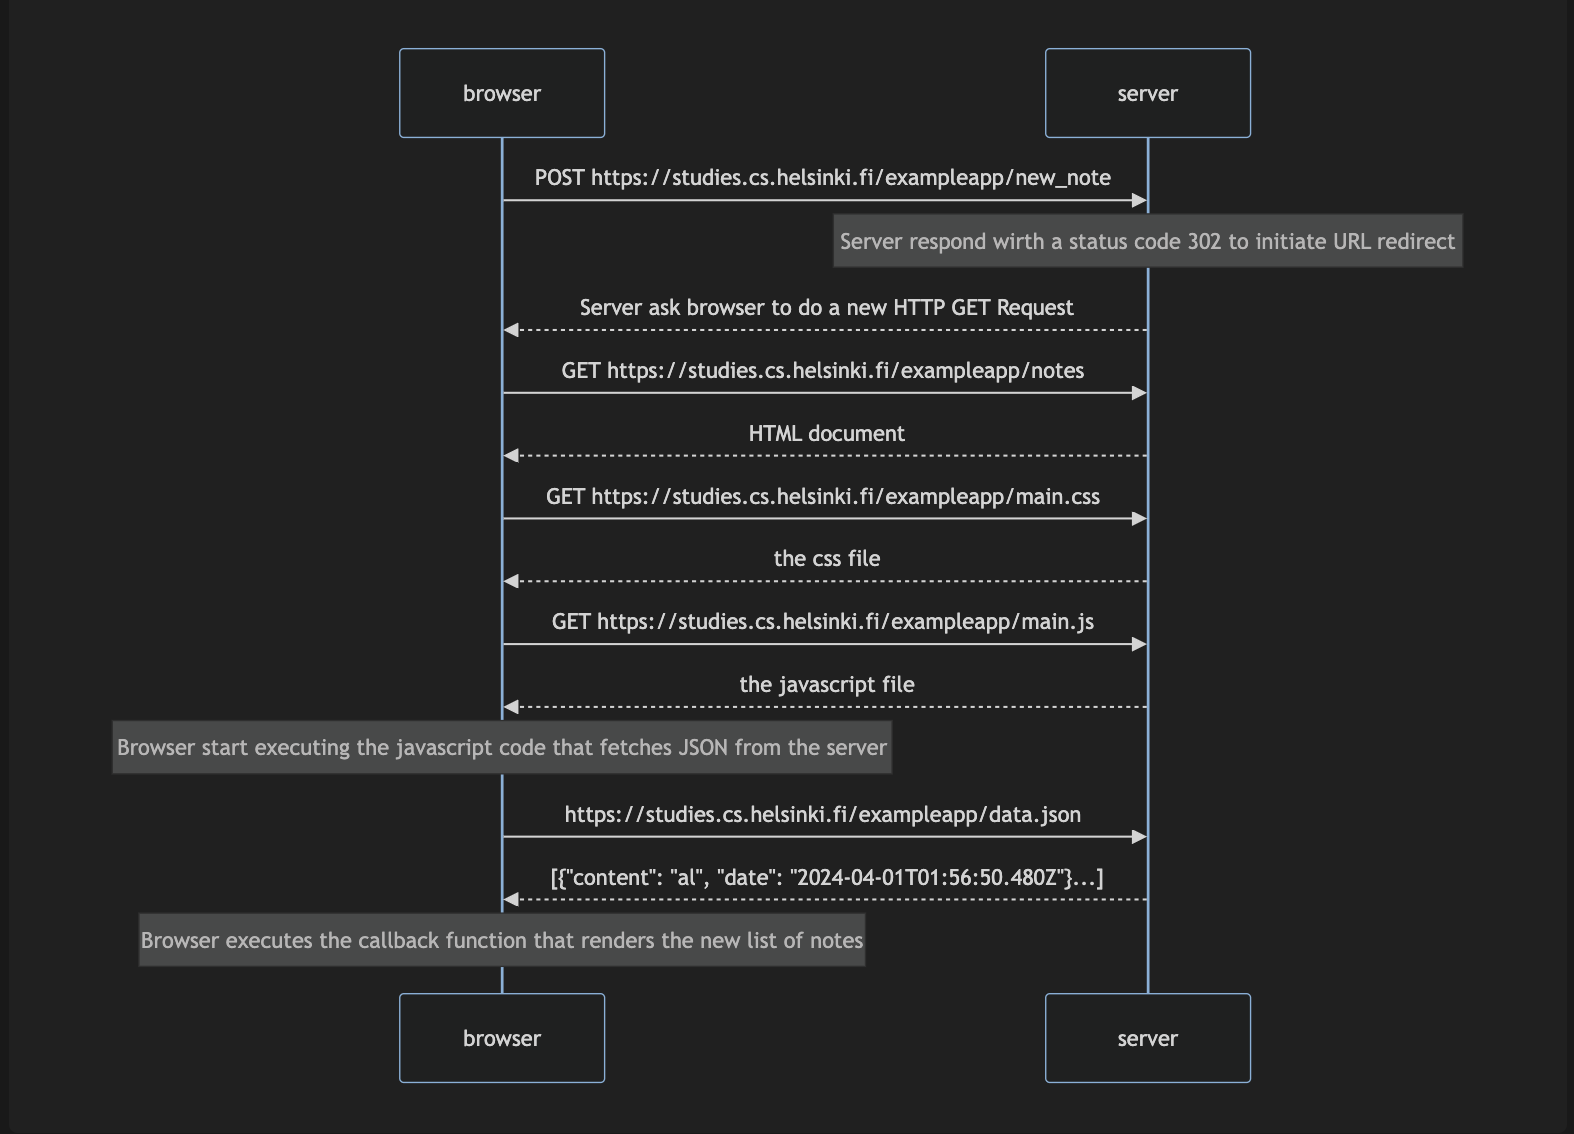 browser
server
POST https://studies.cs.helsinki.fi/exampleapp/new_note
Server respond wirth a status code 302 to initiate URL redirect
Server ask browser to do a new HTTP GET Request
GET https://studies.cs.helsinki.fi/exampleapp/notes
HTML document
GET https://studies.cs.helsinki.fi/exampleapp/main.css
the css file
GET https://studies.cs.helsinki.fi/exampleapp/main.js
the javascript file
Browser start executing the javascript code that fetches JSON from the server
https://studies.cs.helsinki.fi/exampleapp/data.json
[{"content": "al", "date": "2024-04-01T01:56:50.480Z"}...]
Browser executes the callback function that renders the new list of notes
browser
server